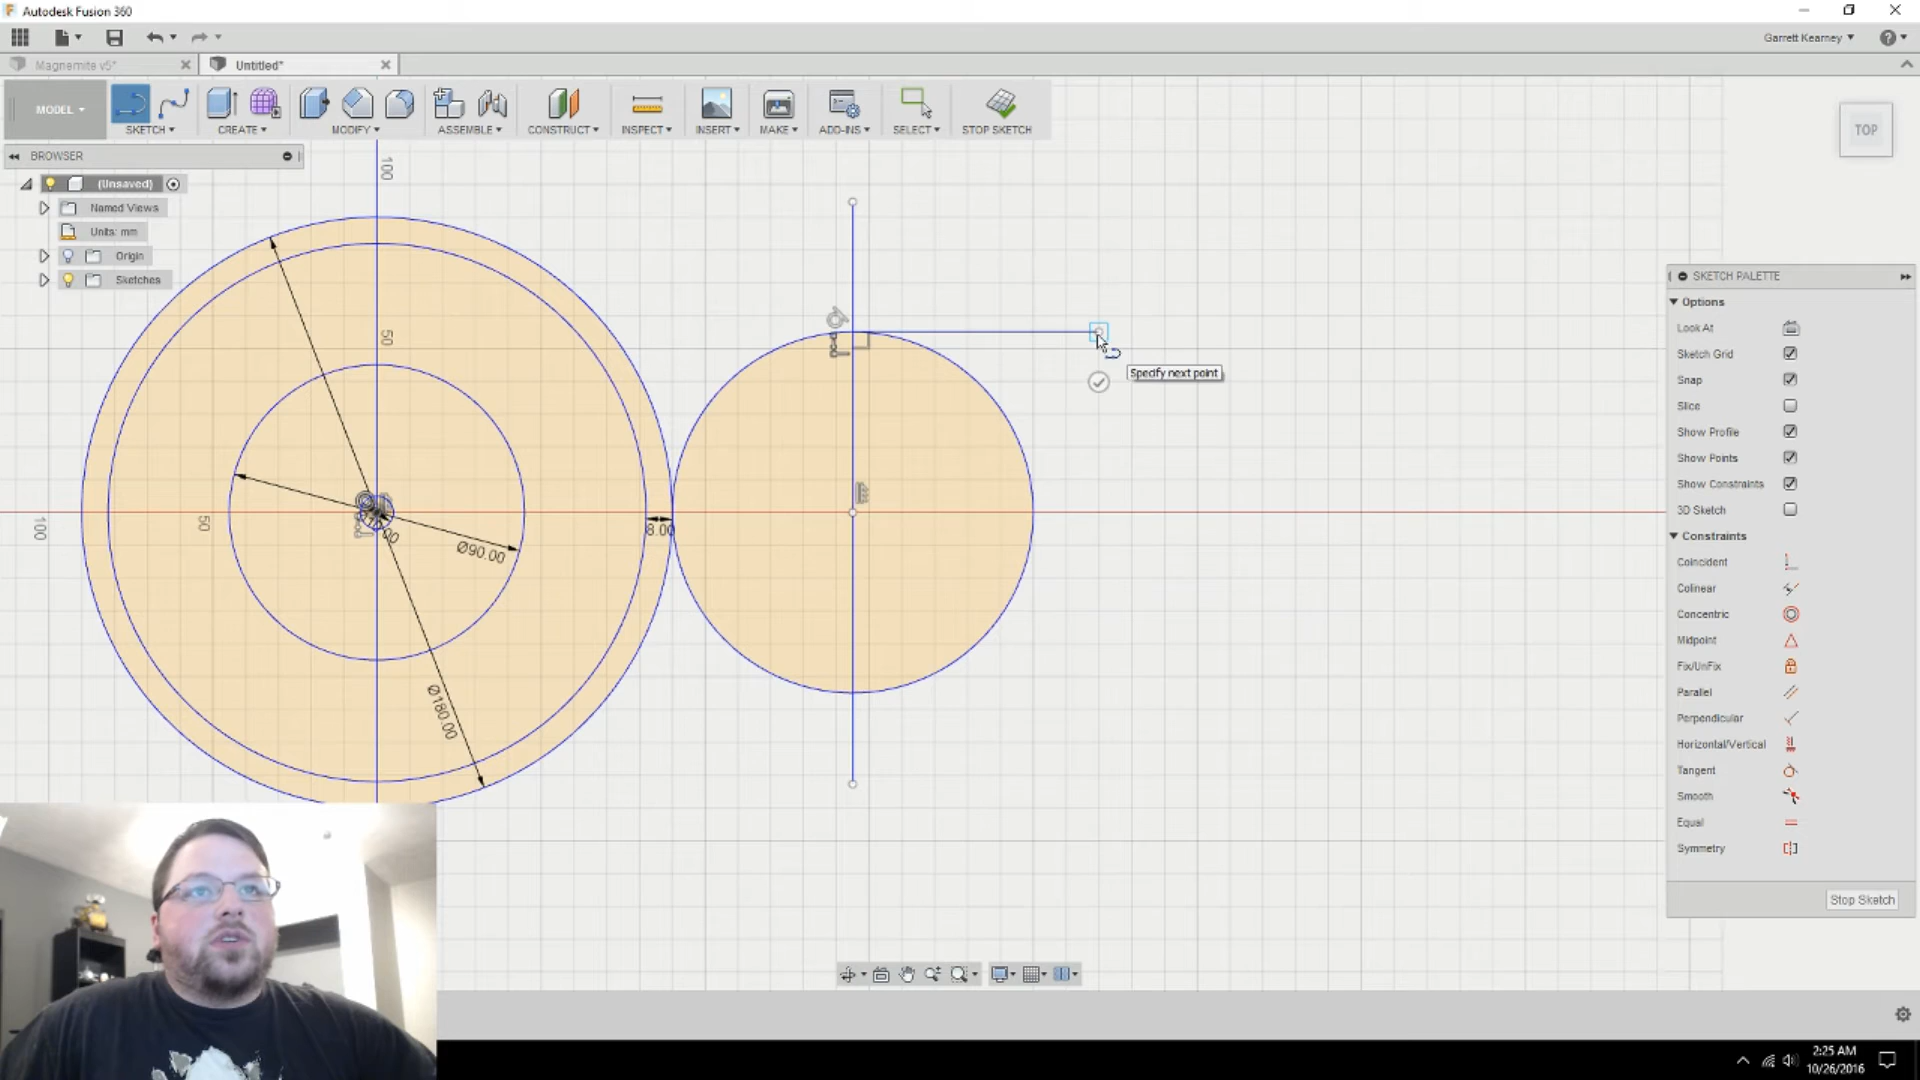 Autodesk Fusion 360
Garrett Kearney
Magnemite v5*
Untitled*
MODEL
SKETCH
CREATE
MODIFY
ASSEMBLE
CONSTRUCT
INSPECT
INSERT
MAKE
ADD-INS
SELECT
STOP SKETCH
TOP
BROWSER
(Unsaved)
Named Views
Units: mm
Origin
Sketches
100
50
100
50
Ø90.00
Ø180.00
8.00
Specify next point
SKETCH PALETTE
Options
Look At
Sketch Grid
Snap
Slice
Show Profile
Show Points
Show Constraints
3D Sketch
Constraints
Coincident
Colinear
Concentric
Midpoint
Fix/UnFix
Parallel
Perpendicular
Horizontal/Vertical
Tangent
Smooth
Equal
Symmetry
Stop Sketch
2:25 AM
10/26/2016